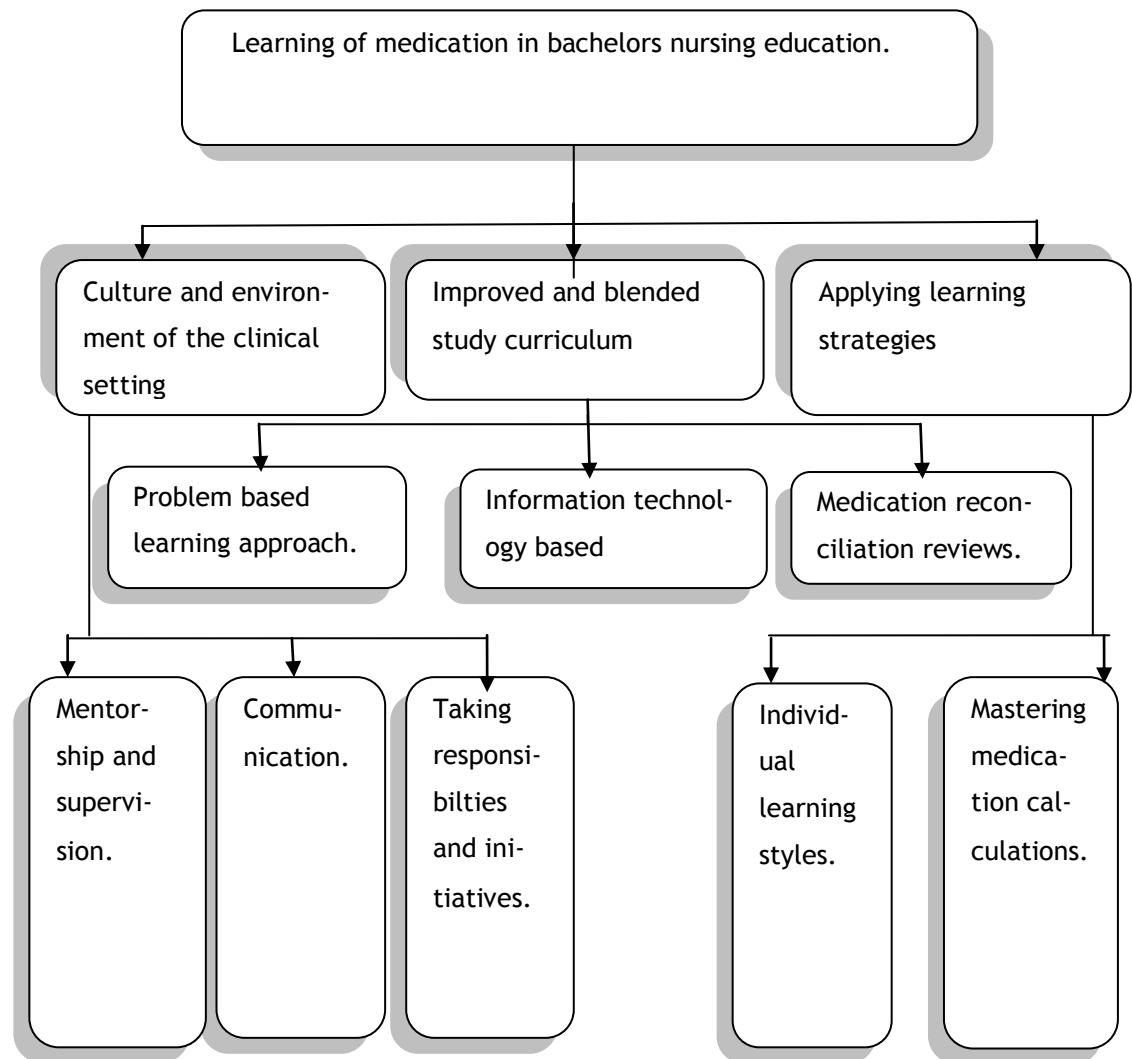 Learning of medication in bachelors nursing education.
Culture and environ-
ment of the clinical
setting
Improved and blended
study curriculum
Applying learning
strategies
Problem based
learning approach.
Information technol-
ogy based
Medication recon-
ciliation reviews.
Mentor-
ship and
supervi-
sion.
Commu-
nication.
Taking
responsi-
bilties
and ini-
tiatives.
Individ-
ual
learning
styles.
Mastering
medica-
tion cal-
culations.